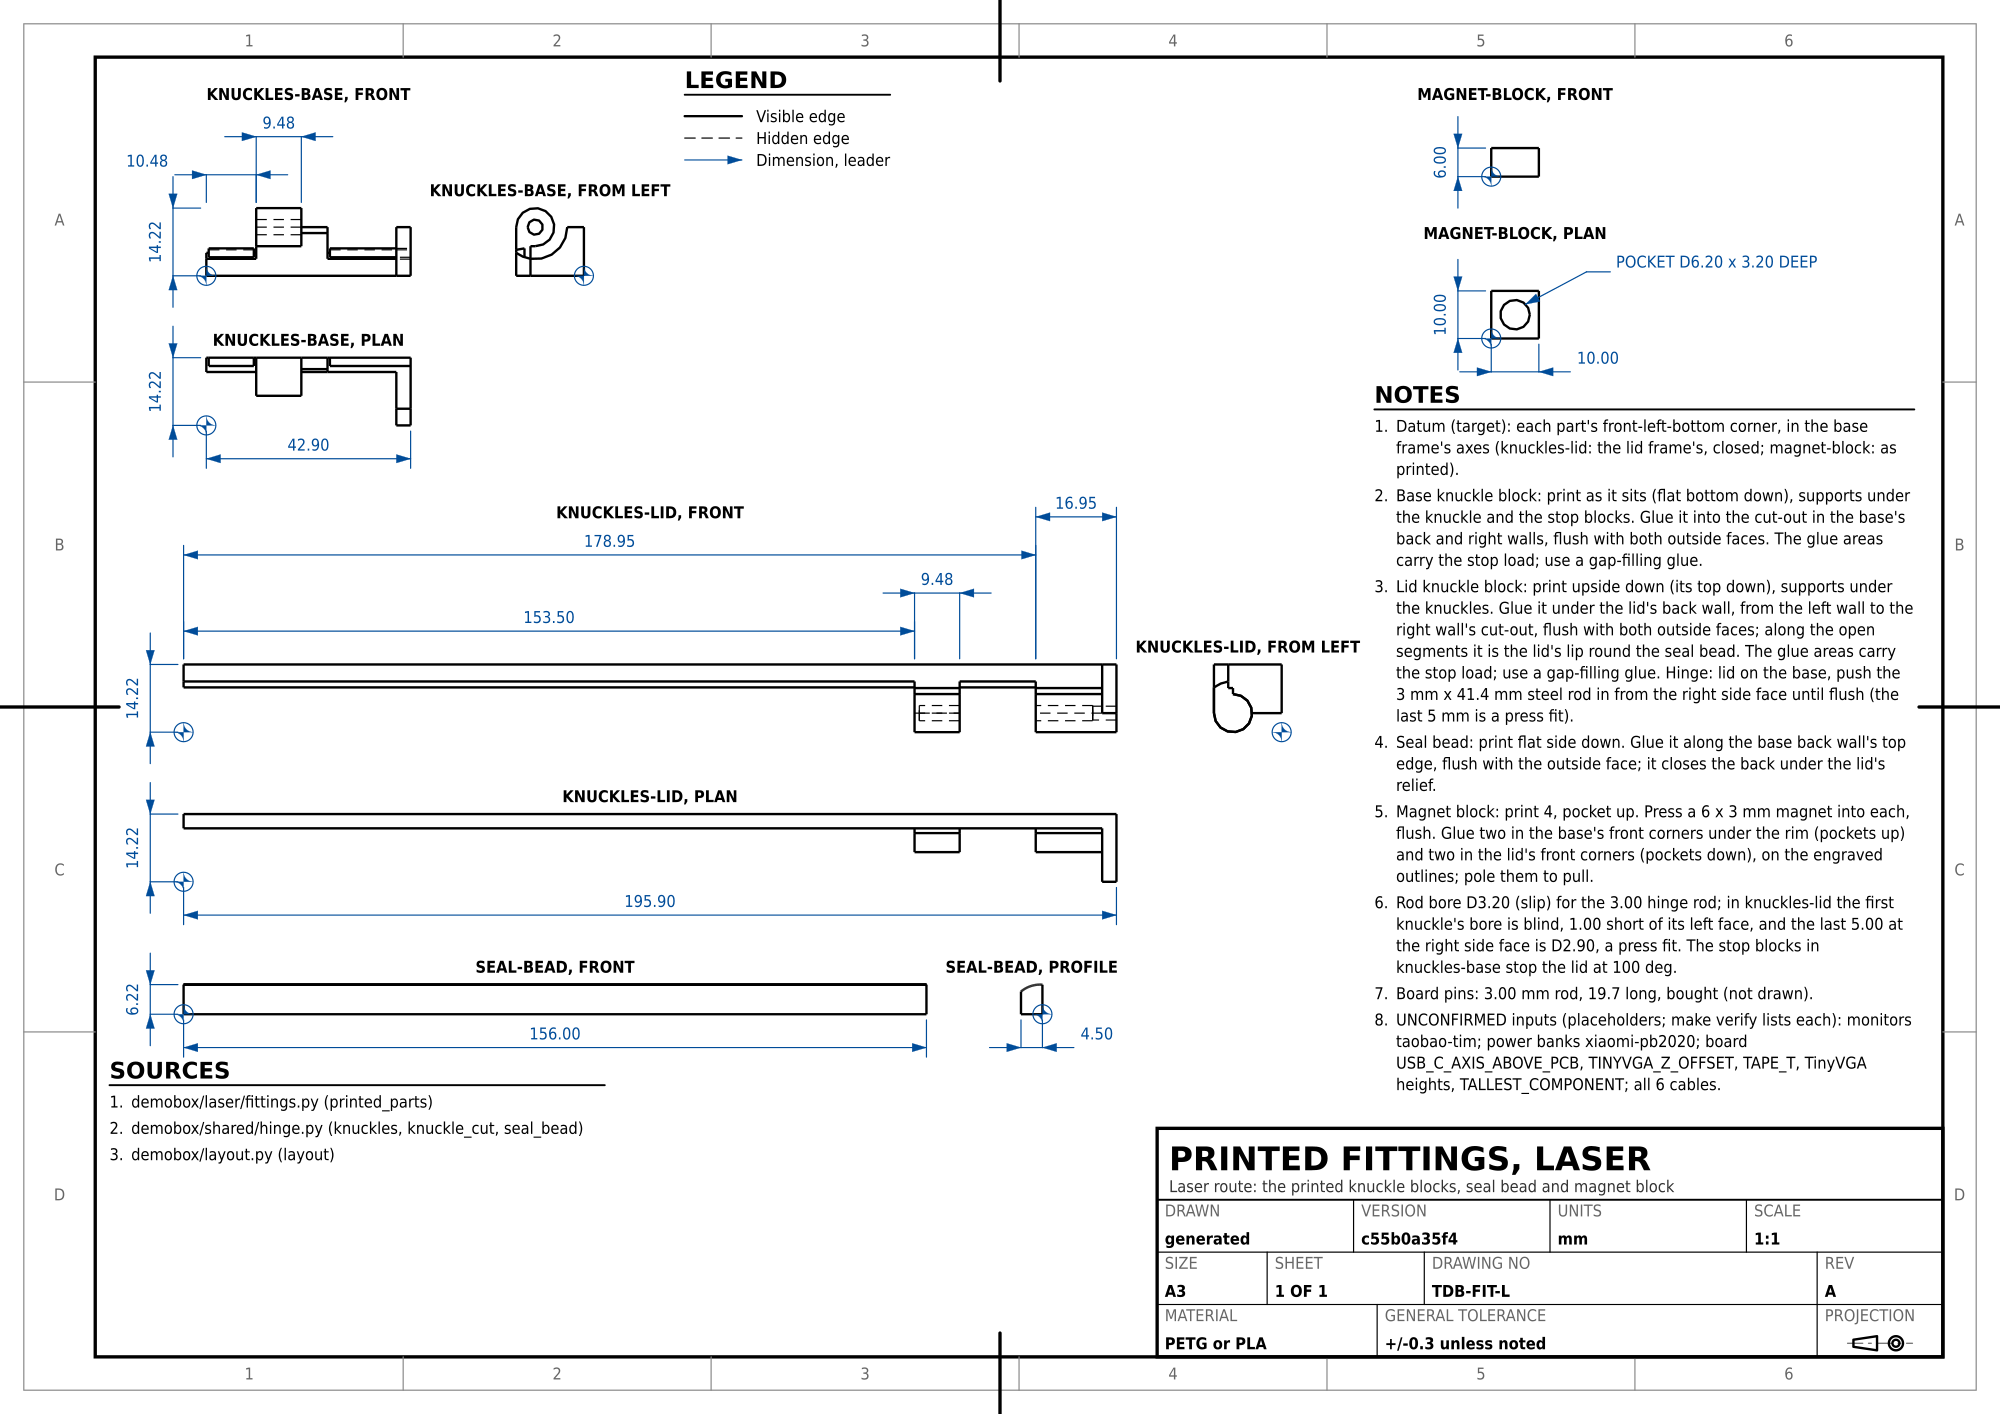 1 2 3 4 5 6
A
B
C
D
A
B
C
D
KNUCKLES-BASE, FRONT
9.48
10.48
14.22
KNUCKLES-BASE, FROM LEFT
KNUCKLES-BASE, PLAN
14.22
42.90
LEGEND
Visible edge
Hidden edge
Dimension, leader
KNUCKLES-LID, FRONT
16.95
178.95
9.48
153.50
14.22
KNUCKLES-LID, FROM LEFT
KNUCKLES-LID, PLAN
14.22
195.90
SEAL-BEAD, FRONT
6.22
156.00
SEAL-BEAD, PROFILE
4.50
SOURCES
1. demobox/laser/fittings.py (printed_parts)
2. demobox/shared/hinge.py (knuckles, knuckle_cut, seal_bead)
3. demobox/layout.py (layout)
MAGNET-BLOCK, FRONT
6.00
MAGNET-BLOCK, PLAN
POCKET D6.20 x 3.20 DEEP
10.00
10.00
NOTES
1. Datum (target): each part's front-left-bottom corner, in the base
frame's axes (knuckles-lid: the lid frame's, closed; magnet-block: as
printed).
2. Base knuckle block: print as it sits (flat bottom down), supports under
the knuckle and the stop blocks. Glue it into the cut-out in the base's
back and right walls, flush with both outside faces. The glue areas
carry the stop load; use a gap-filling glue.
3. Lid knuckle block: print upside down (its top down), supports under
the knuckles. Glue it under the lid's back wall, from the left wall to the
right wall's cut-out, flush with both outside faces; along the open
segments it is the lid's lip round the seal bead. The glue areas carry
the stop load; use a gap-filling glue. Hinge: lid on the base, push the
3 mm x 41.4 mm steel rod in from the right side face until flush (the
last 5 mm is a press fit).
4. Seal bead: print flat side down. Glue it along the base back wall's top
edge, flush with the outside face; it closes the back under the lid's
relief.
5. Magnet block: print 4, pocket up. Press a 6 x 3 mm magnet into each,
flush. Glue two in the base's front corners under the rim (pockets up)
and two in the lid's front corners (pockets down), on the engraved
outlines; pole them to pull.
6. Rod bore D3.20 (slip) for the 3.00 hinge rod; in knuckles-lid the first
knuckle's bore is blind, 1.00 short of its left face, and the last 5.00 at
the right side face is D2.90, a press fit. The stop blocks in
knuckles-base stop the lid at 100 deg.
7. Board pins: 3.00 mm rod, 19.7 long, bought (not drawn).
8. UNCONFIRMED inputs (placeholders; make verify lists each): monitors
taobao-tim; power banks xiaomi-pb2020; board
USB_C_AXIS_ABOVE_PCB, TINYVGA_Z_OFFSET, TAPE_T, TinyVGA
heights, TALLEST_COMPONENT; all 6 cables.
PRINTED FITTINGS, LASER
Laser route: the printed knuckle blocks, seal bead and magnet block
DRAWN VERSION UNITS SCALE
generated c55b0a35f4 mm 1:1
SIZE SHEET DRAWING NO REV
A3 1 OF 1 TDB-FIT-L A
MATERIAL GENERAL TOLERANCE PROJECTION
PETG or PLA +/-0.3 unless noted
1 2 3 4 5 6